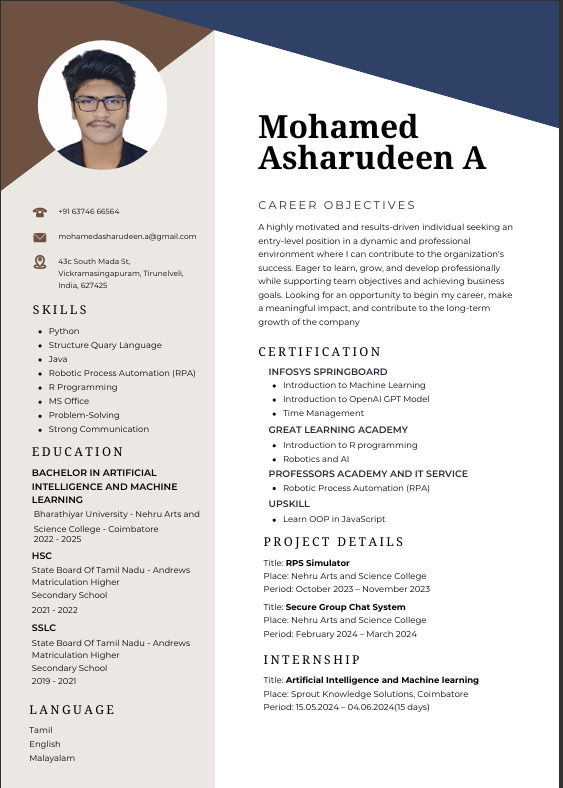 Mohamed
Asharudeen A
+91 63746 66564
mohamedasharudeen.a@gmail.com
43c South Mada St,
Vickramasingapuram, Tirunelveli,
India, 627425
SKILLS
Python
Structure Quary Language
Java
Robotic Process Automation (RPA)
R Programming
MS Office
Problem-Solving
Strong Communication
EDUCATION
BACHELOR IN ARTIFICIAL
INTELLIGENCE AND MACHINE
LEARNING
Bharathiyar University - Nehru Arts and
Science College - Coimbatore
2022 - 2025
HSC
State Board Of Tamil Nadu - Andrews
Matriculation Higher
Secondary School
2021 - 2022
SSLC
State Board Of Tamil Nadu - Andrews
Matriculation Higher
Secondary School
2019 - 2021
LANGUAGE
Tamil
English
Malayalam
CAREER OBJECTIVES
A highly motivated and results-driven individual seeking an
entry-level position in a dynamic and professional
environment where I can contribute to the organization's
success. Eager to learn, grow, and develop professionally
while supporting team objectives and achieving business
goals. Looking for an opportunity to begin my career, make
a meaningful impact, and contribute to the long-term
growth of the company
CERTIFICATION
INFOSYS SPRINGBOARD
Introduction to Machine Learning
Introduction to OpenAI GPT Model
Time Management
GREAT LEARNING ACADEMY
Introduction to R programming
Robotics and AI
PROFESSORS ACADEMY AND IT SERVICE
Robotic Process Automation (RPA)
UPSKILL
Learn OOP in JavaScript
PROJECT DETAILS
Title: RPS Simulator
Place: Nehru Arts and Science College
Period: October 2023 – November 2023
Title: Secure Group Chat System
Place: Nehru Arts and Science College
Period: February 2024 – March 2024
INTERNSHIP
Title: Artificial Intelligence and Machine learning
Place: Sprout Knowledge Solutions, Coimbatore
Period: 15.05.2024 – 04.06.2024(15 days)